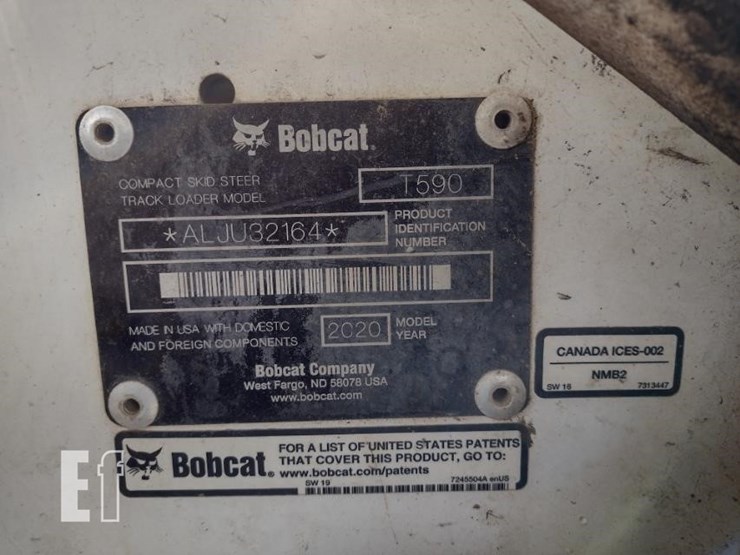 Bobcat®
COMPACT SKID STEER
TRACK LOADER MODEL
T590
*ALJU32164*
PRODUCT
IDENTIFICATION
NUMBER
MADE IN USA WITH DOMESTIC
AND FOREIGN COMPONENTS
2020
MODEL
YEAR
Bobcat Company
West Fargo, ND 58078 USA
www.bobcat.com
CANADA ICES-002
NMB2
SW 16 7313447
Bobcat®
FOR A LIST OF UNITED STATES PATENTS
THAT COVER THIS PRODUCT, GO TO:
www.bobcat.com/patents
SW 19 7245504A enUS
Ef